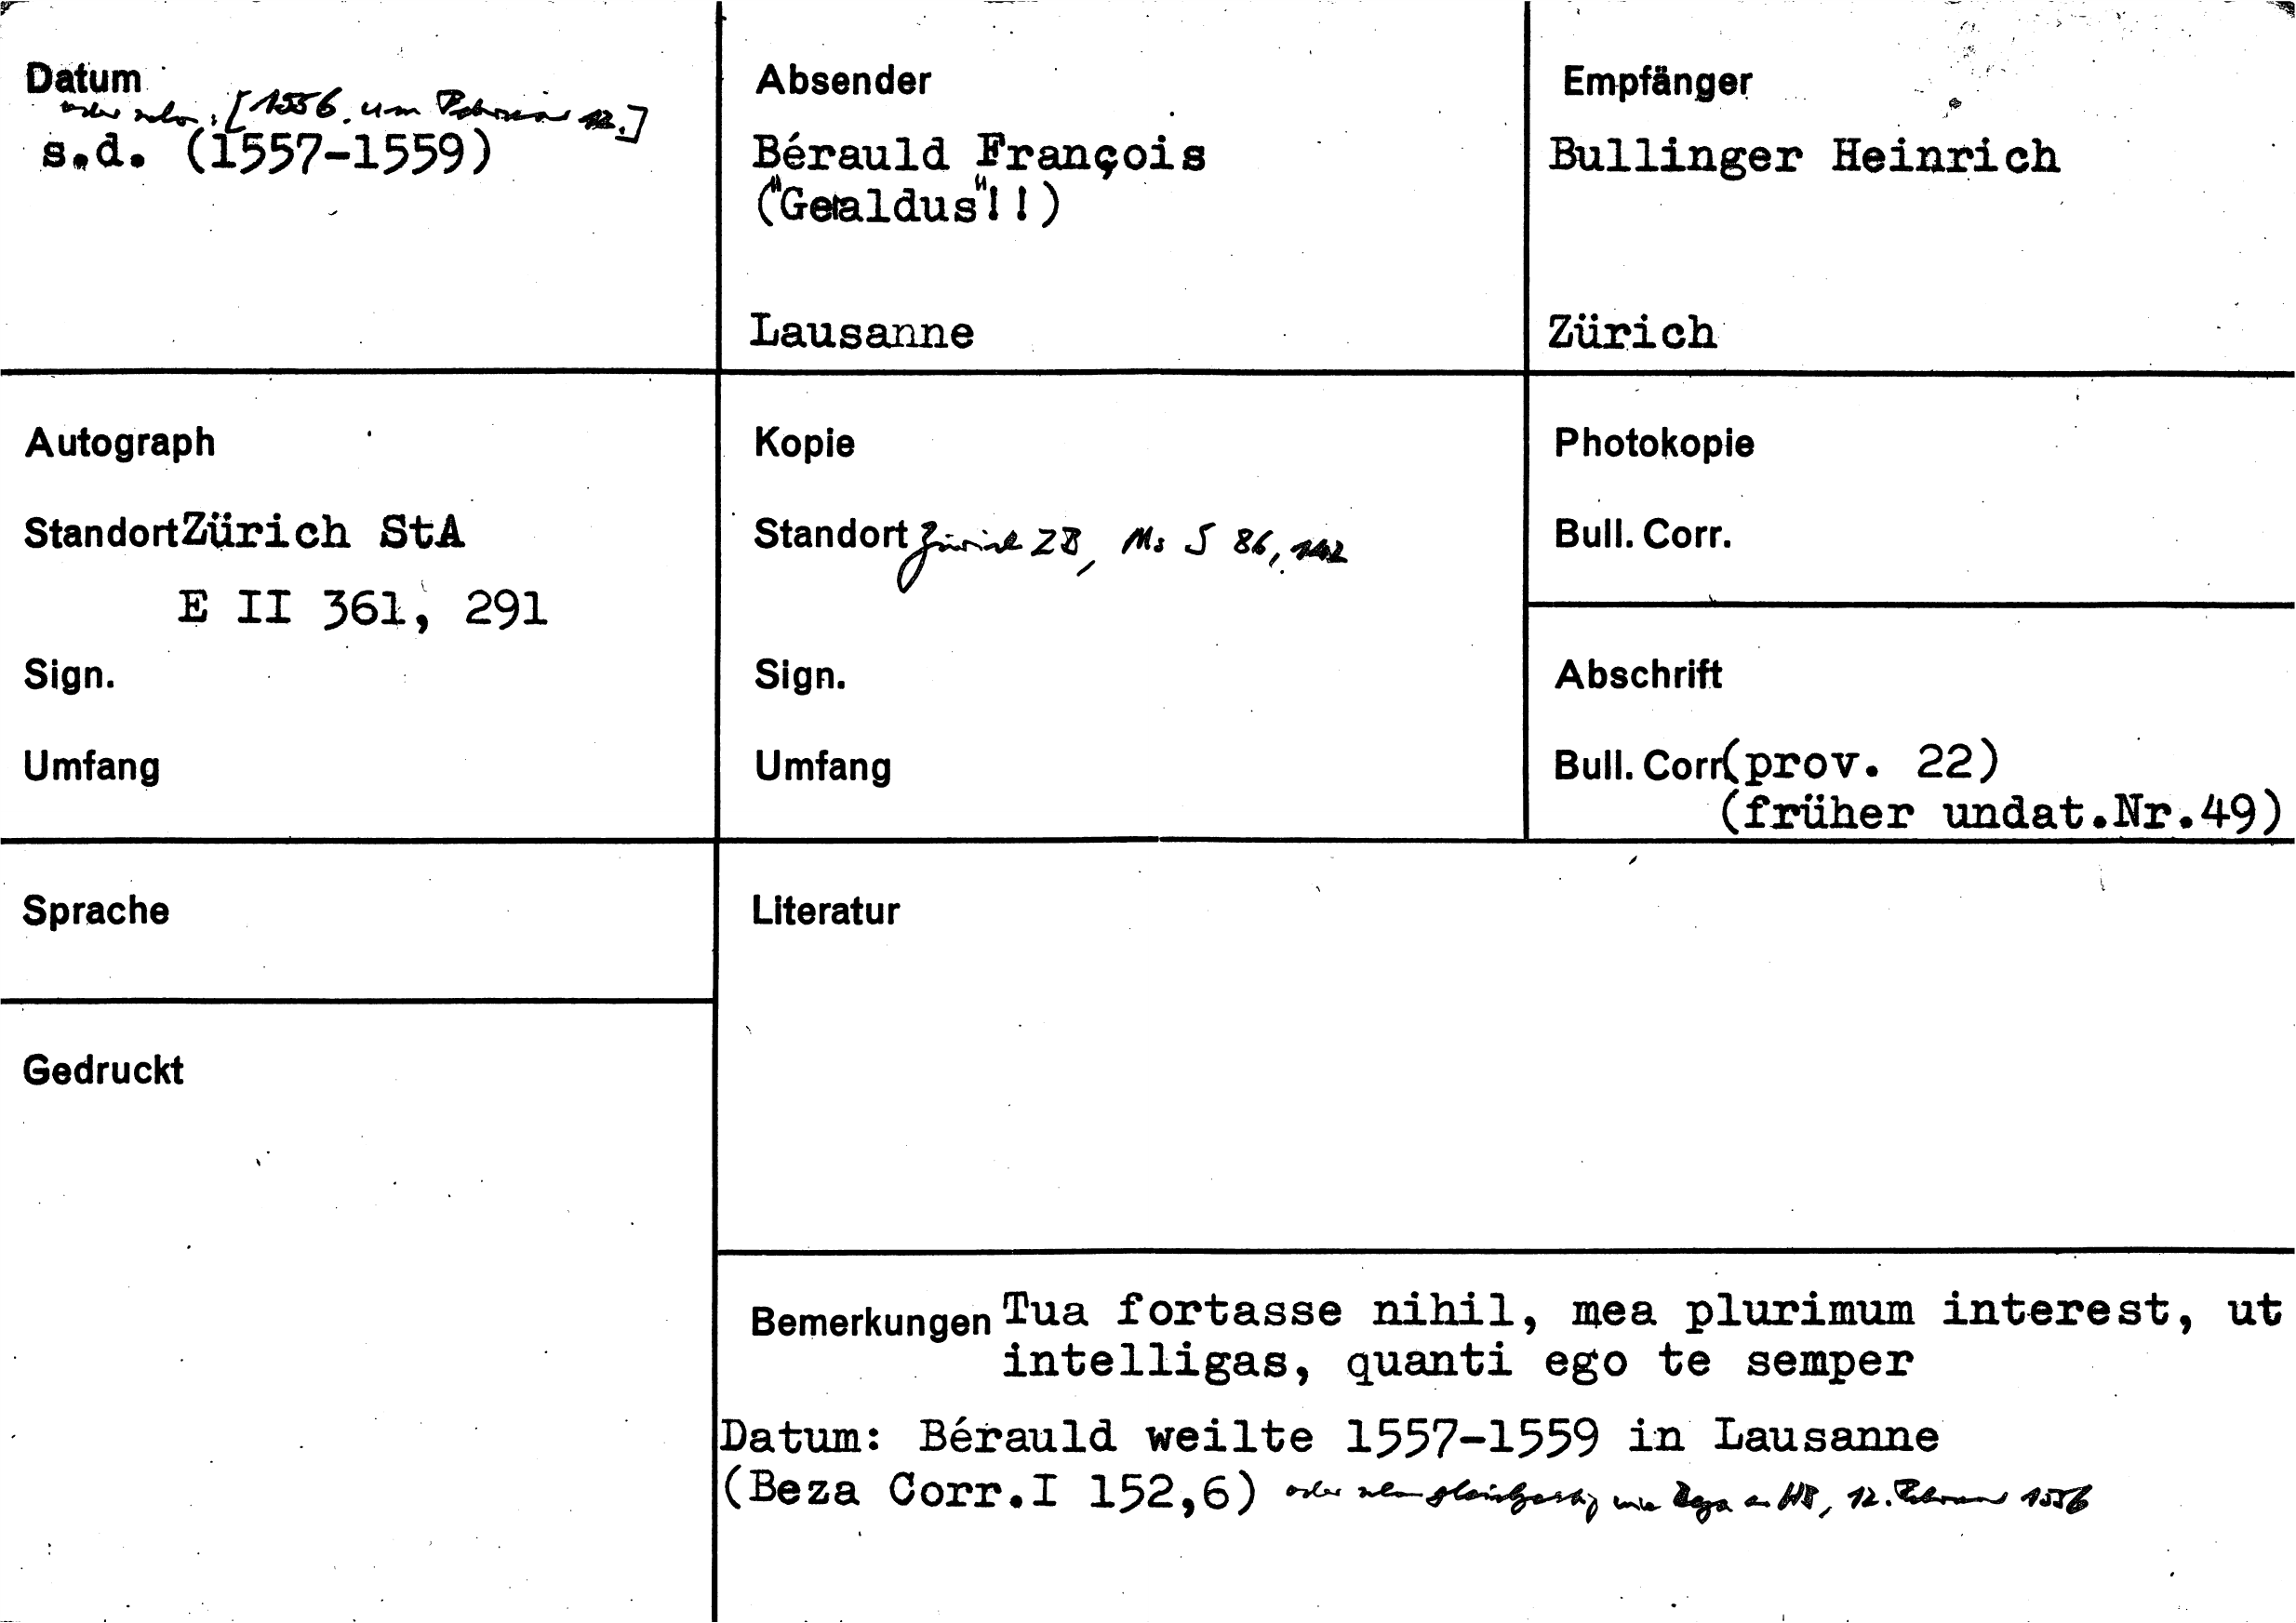 Datum
oder schon: [1556. um Februar 12.]
s.d. (1557-1559)
Absender
Bérauld François
("Geraldus"!!)
Lausanne
Empfänger
Bullinger Heinrich
Zürich
Autograph
Standort Zürich StA
E II 361, 291
Sign.
Umfang
Kopie
Standort Zürich ZB, Ms S 86, 142
Sign.
Umfang
Photokopie
Bull. Corr.
Abschrift
Bull. Corr (prov. 22)
(früher undat.Nr.49)
Sprache
Gedruckt
Literatur
Bemerkungen Tua fortasse nihil, mea plurimum interest, ut
intelligas, quanti ego te semper
Datum: Bérauld weilte 1557-1559 in Lausanne
(Beza Corr.I 152,6) oder schon gleichzeitig wie Beza an HB, 12. Februar 1556